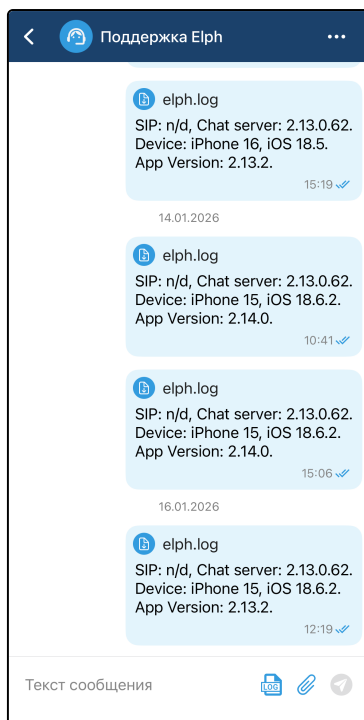 Поддержка Elph
elph.log
SIP: n/d, Chat server: 2.13.0.62.
Device: iPhone 16, iOS 18.5.
App Version: 2.13.2.
15:19
14.01.2026
elph.log
SIP: n/d, Chat server: 2.13.0.62.
Device: iPhone 15, iOS 18.6.2.
App Version: 2.14.0.
10:41
elph.log
SIP: n/d, Chat server: 2.13.0.62.
Device: iPhone 15, iOS 18.6.2.
App Version: 2.14.0.
15:06
16.01.2026
elph.log
SIP: n/d, Chat server: 2.13.0.62.
Device: iPhone 15, iOS 18.6.2.
App Version: 2.13.2.
12:19
Текст сообщения LOG